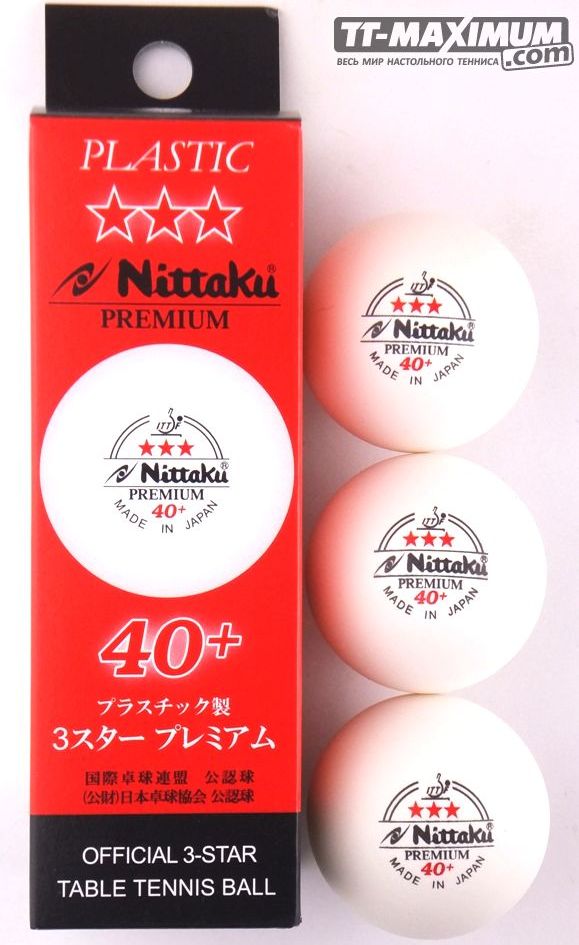 TT-MAXIMUM
.com
ВЕСЬ МИР НАСТОЛЬНОГО ТЕННИСА
PLASTIC
Nittaku®
PREMIUM
ITTF
Nittaku®
PREMIUM
40+
MADE IN JAPAN
40+
プラスチック製
3スター プレミアム
国際卓球連盟 公認球
(公財)日本卓球協会 公認球
OFFICIAL 3-STAR
TABLE TENNIS BALL
ITTF
Nittaku®
PREMIUM
40+
MADE IN JAPAN
ITTF
Nittaku®
PREMIUM
40+
MADE IN JAPAN
ITTF
Nittaku®
PREMIUM
40+
MADE IN JAPAN